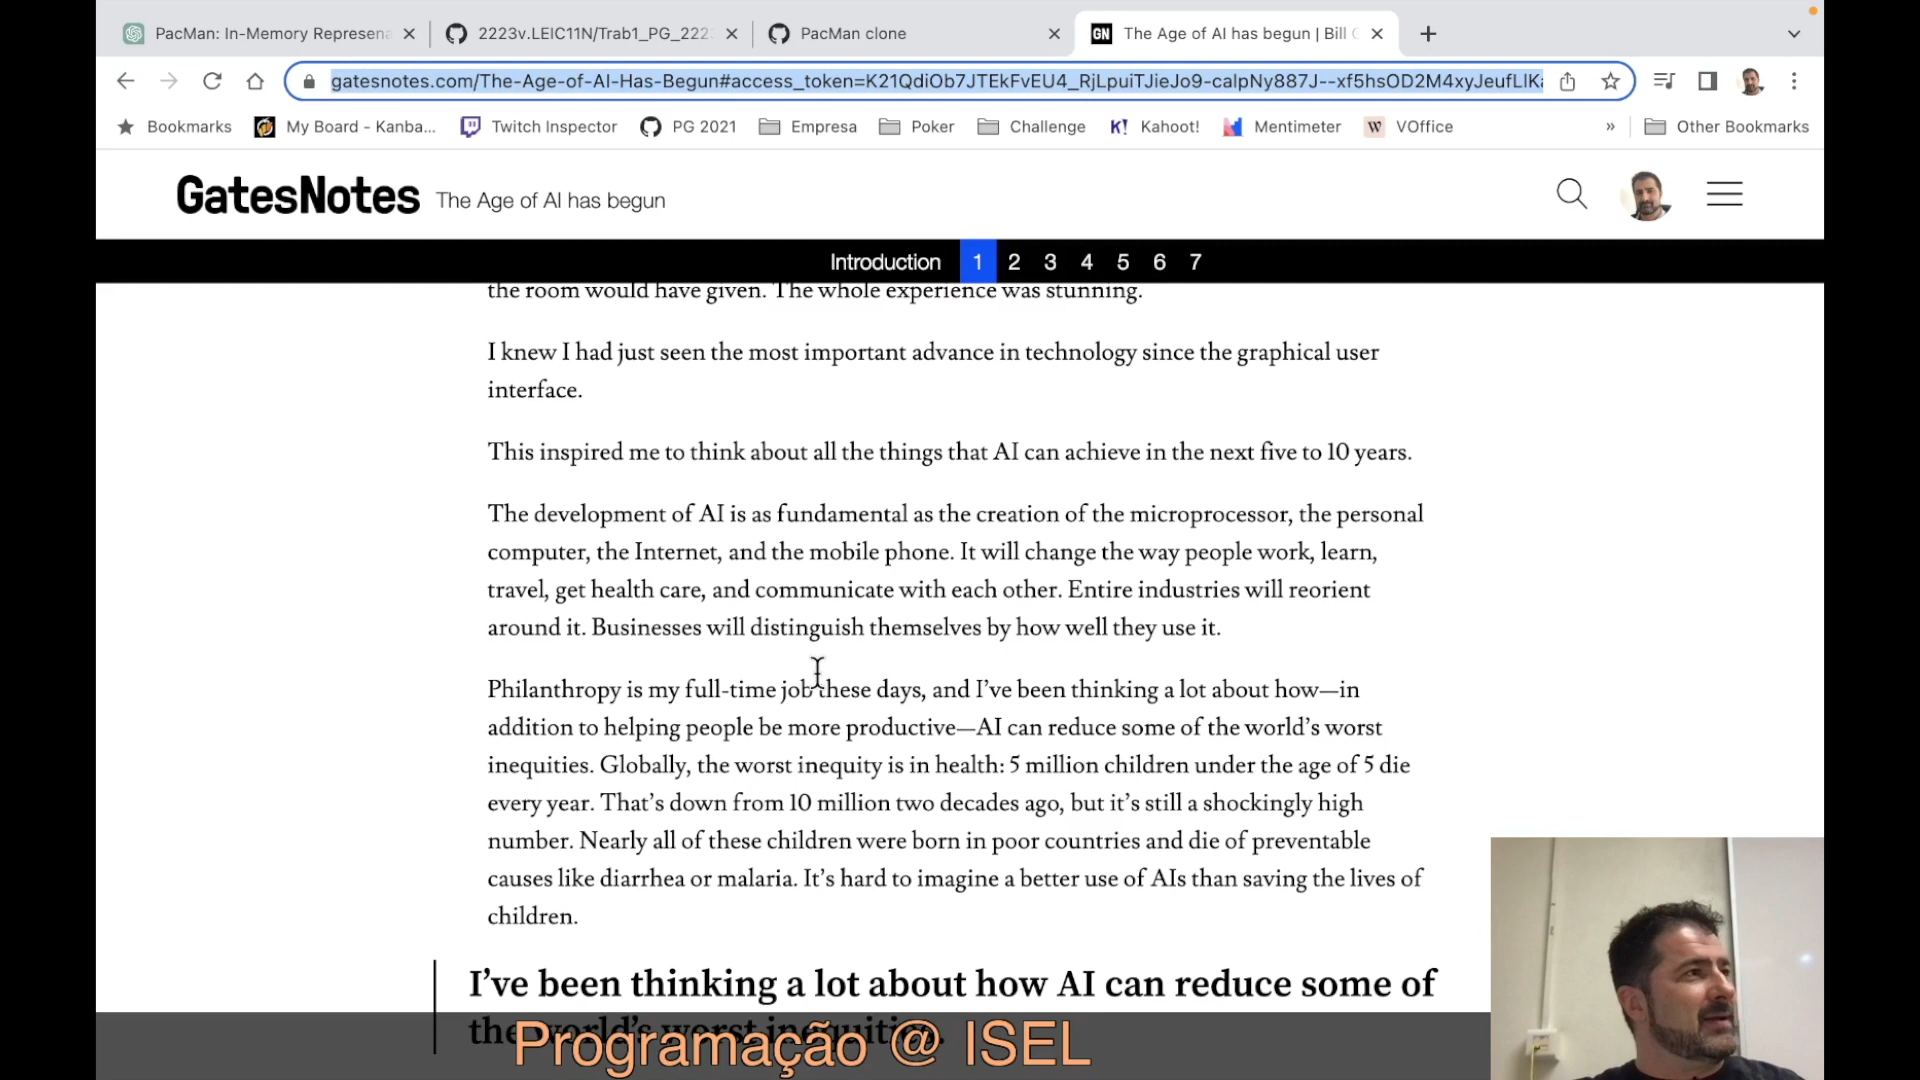 PacMan: In-Memory Represena
2223v.LEIC11N/Trab1_PG_222
PacMan clone
GN The Age of AI has begun | Bill G
gatesnotes.com/The-Age-of-AI-Has-Begun#access_token=K21QdiOb7JTEkFvEU4_RjLpuiTJieJo9-calpNy887J--xf5hsOD2M4xyJeufLlKa
Bookmarks My Board - Kanba... Twitch Inspector PG 2021 Empresa Poker Challenge K! Kahoot! Mentimeter W VOffice » Other Bookmarks
GatesNotes The Age of AI has begun
Introduction 1 2 3 4 5 6 7
the room would have given. The whole experience was stunning.
I knew I had just seen the most important advance in technology since the graphical user
interface.
This inspired me to think about all the things that AI can achieve in the next five to 10 years.
The development of AI is as fundamental as the creation of the microprocessor, the personal
computer, the Internet, and the mobile phone. It will change the way people work, learn,
travel, get health care, and communicate with each other. Entire industries will reorient
around it. Businesses will distinguish themselves by how well they use it.
Philanthropy is my full-time job these days, and I’ve been thinking a lot about how—in
addition to helping people be more productive—AI can reduce some of the world’s worst
inequities. Globally, the worst inequity is in health: 5 million children under the age of 5 die
every year. That’s down from 10 million two decades ago, but it’s still a shockingly high
number. Nearly all of these children were born in poor countries and die of preventable
causes like diarrhea or malaria. It’s hard to imagine a better use of AIs than saving the lives of
children.
I’ve been thinking a lot about how AI can reduce some of
the world’s worst inequities.
Programação @ ISEL